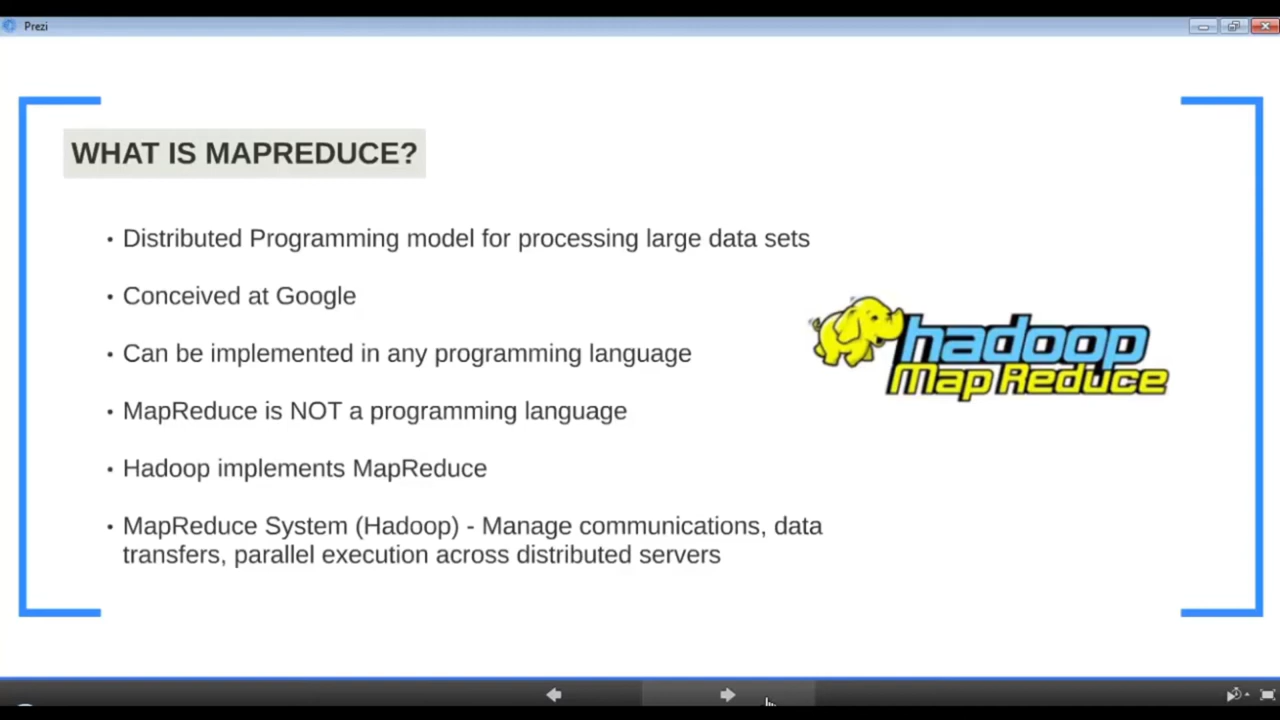 Prezi
WHAT IS MAPREDUCE?
• Distributed Programming model for processing large data sets
• Conceived at Google
• Can be implemented in any programming language
• MapReduce is NOT a programming language
• Hadoop implements MapReduce
• MapReduce System (Hadoop) - Manage communications, data
transfers, parallel execution across distributed servers
hadoop
Map Reduce